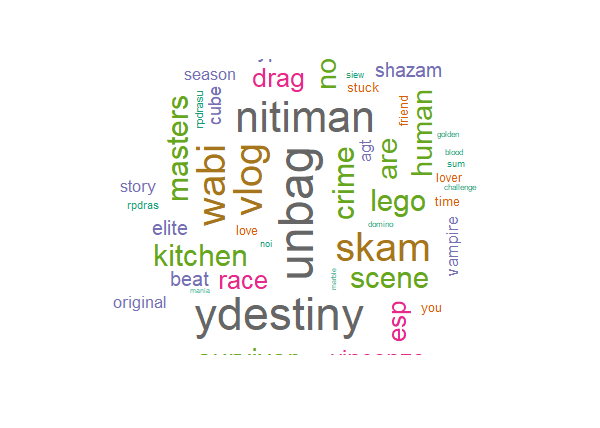 season
drag
no
siew
shazam
stuck
masters
rpdrasu
cube
nitiman
friend
human
golden
wabi
vlog
unbag
crime
agt
are
blood
sum
lover
challenge
story
rpdras
elite
love
noi
lego
time
domino
kitchen
skam
vampire
beat
race
mania
marble
scene
original
ydestiny
esp
you